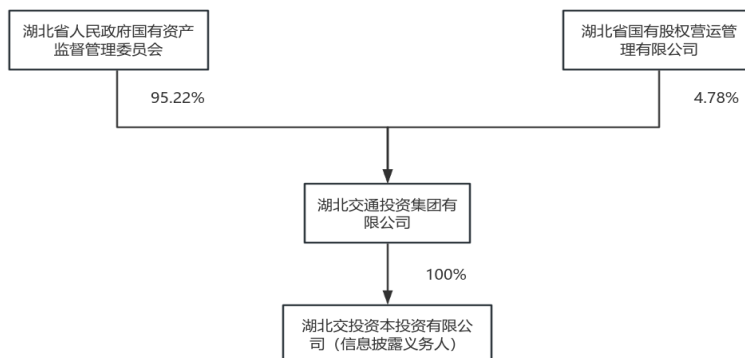 湖北省人民政府国有资产
监督管理委员会
湖北省国有股权营运管
理有限公司
95.22%
4.78%
湖北交通投资集团有
限公司
100%
湖北交投资本投资有限公
司（信息披露义务人）